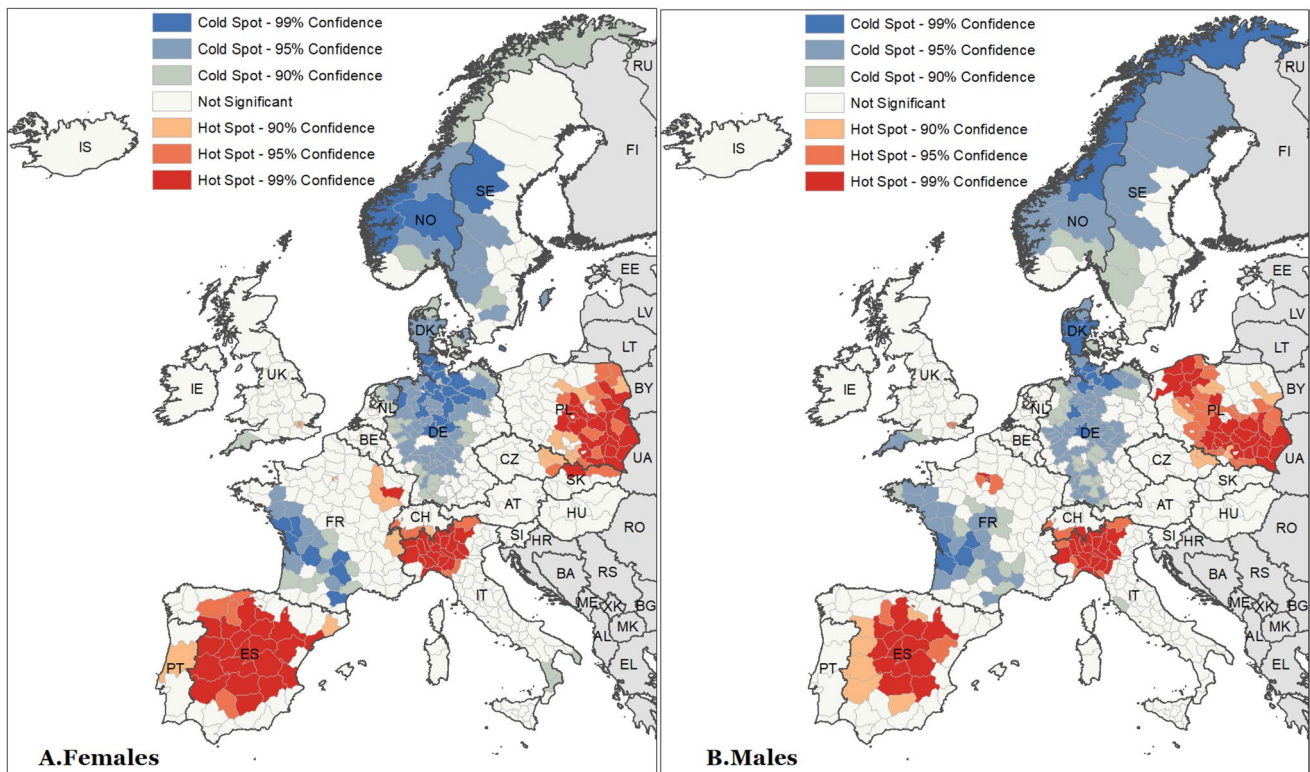 Cold Spot - 99% Confidence
Cold Spot - 95% Confidence
Cold Spot - 90% Confidence
Not Significant
Hot Spot - 90% Confidence
Hot Spot - 95% Confidence
Hot Spot - 99% Confidence
RU
IS
FI
SE
NO
EE
LV
DK
LT
IE
UK
BY
NL
PL
DE
BE
UA
CZ
SK
FR
AT
CH
HU
SI
HR
RO
BA
RS
IT
ME
XK
BG
MK
AL
ES
PT
EL
A.Females
Cold Spot - 99% Confidence
Cold Spot - 95% Confidence
Cold Spot - 90% Confidence
Not Significant
Hot Spot - 90% Confidence
Hot Spot - 95% Confidence
Hot Spot - 99% Confidence
RU
IS
FI
SE
NO
EE
LV
DK
LT
IE
UK
BY
NL
PL
DE
BE
UA
CZ
SK
FR
AT
CH
HU
SI
HR
RO
BA
RS
IT
ME
XK
BG
MK
AL
ES
PT
EL
B.Males